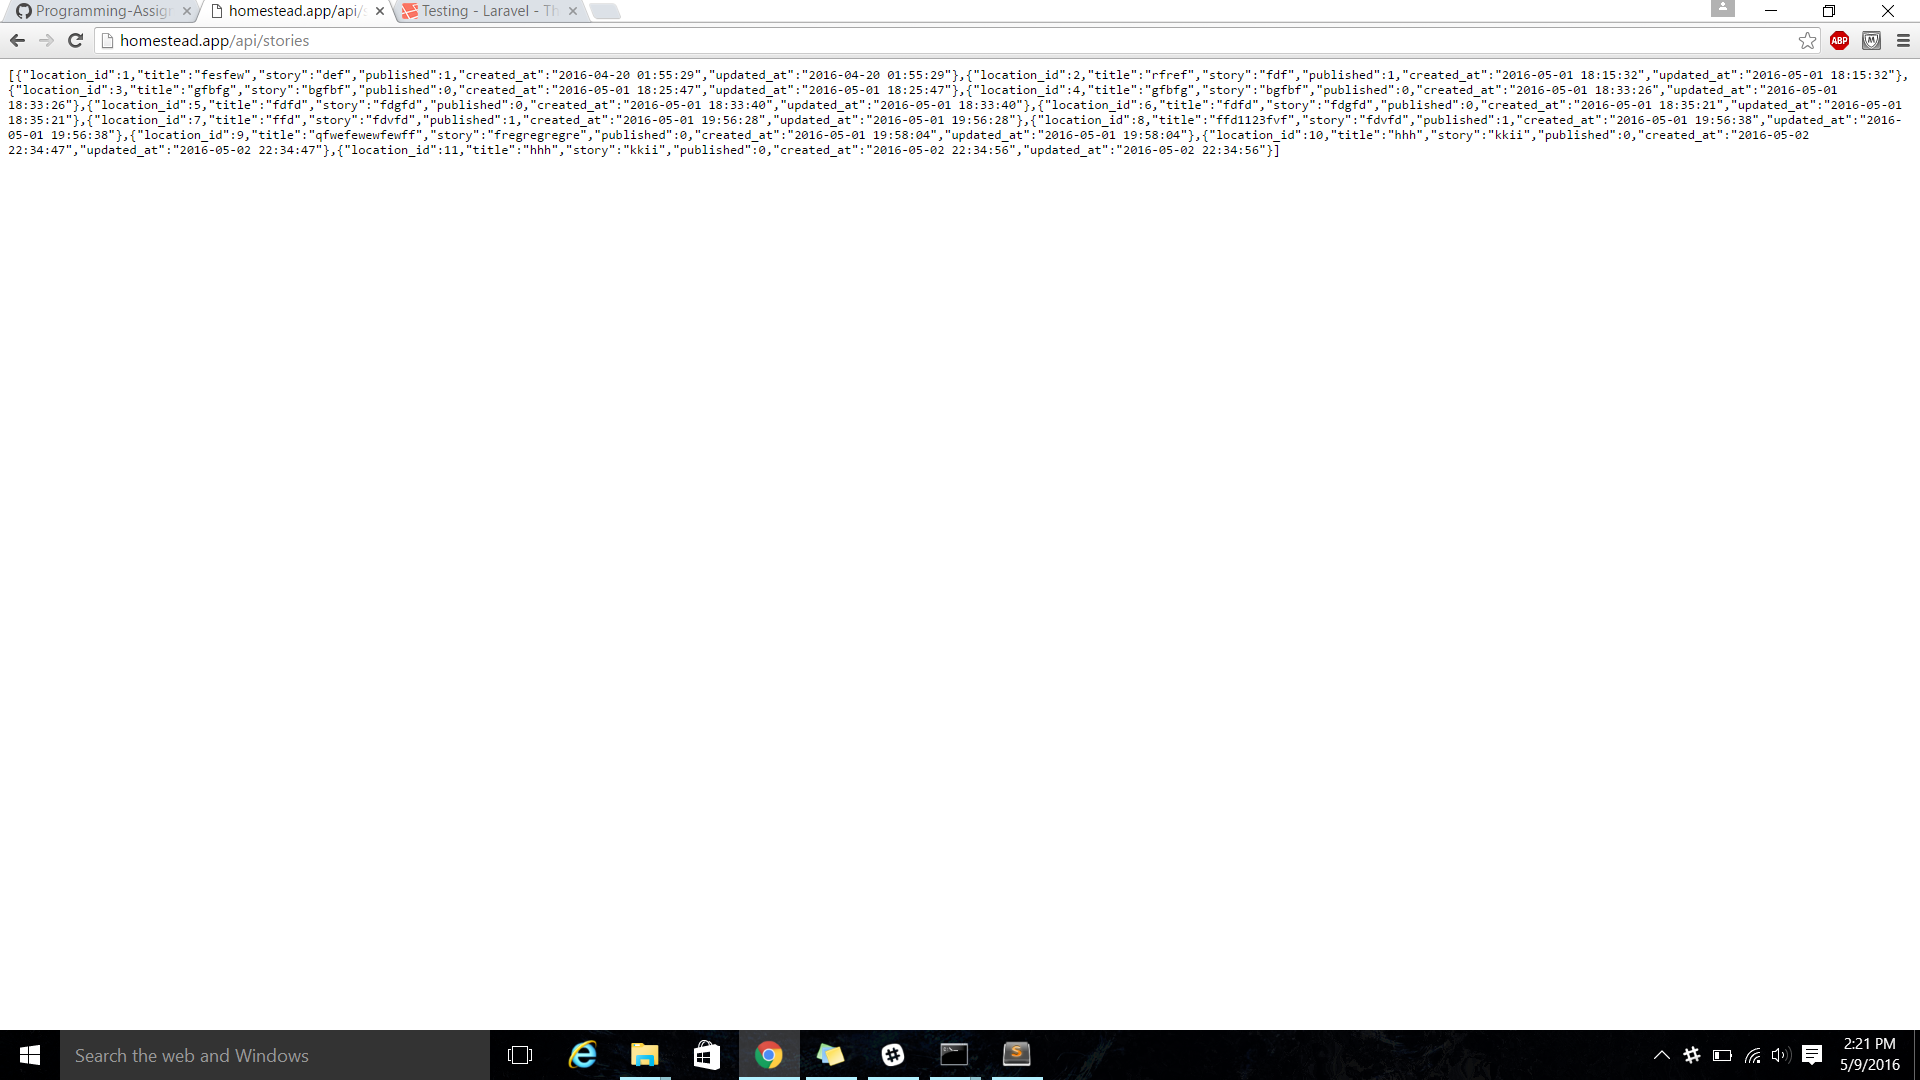 Programming-Assig
homestead.app/api/s
Testing - Laravel - Th
homestead.app/api/stories
ABP
[{"location_id":1,"title":"fesfew","story":"def","published":1,"created_at":"2016-04-20 01:55:29","updated_at":"2016-04-20 01:55:29"},{"location_id":2,"title":"rfref","story":"fdf","published":1,"created_at":"2016-05-01 18:15:32","updated_at":"2016-05-01 18:15:32"},
{"location_id":3,"title":"gfbfg","story":"bgfbf","published":0,"created_at":"2016-05-01 18:25:47","updated_at":"2016-05-01 18:25:47"},{"location_id":4,"title":"gfbfg","story":"bgfbf","published":0,"created_at":"2016-05-01 18:33:26","updated_at":"2016-05-01
18:33:26"},{"location_id":5,"title":"fdfd","story":"fdgfd","published":0,"created_at":"2016-05-01 18:33:40","updated_at":"2016-05-01 18:33:40"},{"location_id":6,"title":"fdfd","story":"fdgfd","published":0,"created_at":"2016-05-01 18:35:21","updated_at":"2016-05-01
18:35:21"},{"location_id":7,"title":"ffd","story":"fdvfd","published":1,"created_at":"2016-05-01 19:56:28","updated_at":"2016-05-01 19:56:28"},{"location_id":8,"title":"ffd1123fvf","story":"fdvfd","published":1,"created_at":"2016-05-01 19:56:38","updated_at":"2016-
05-01 19:56:38"},{"location_id":9,"title":"qfwefewewfewff","story":"fregregregre","published":0,"created_at":"2016-05-01 19:58:04","updated_at":"2016-05-01 19:58:04"},{"location_id":10,"title":"hhh","story":"kkii","published":0,"created_at":"2016-05-02
22:34:47","updated_at":"2016-05-02 22:34:47"},{"location_id":11,"title":"hhh","story":"kkii","published":0,"created_at":"2016-05-02 22:34:56","updated_at":"2016-05-02 22:34:56"}]
Search the web and Windows
2:21 PM
5/9/2016